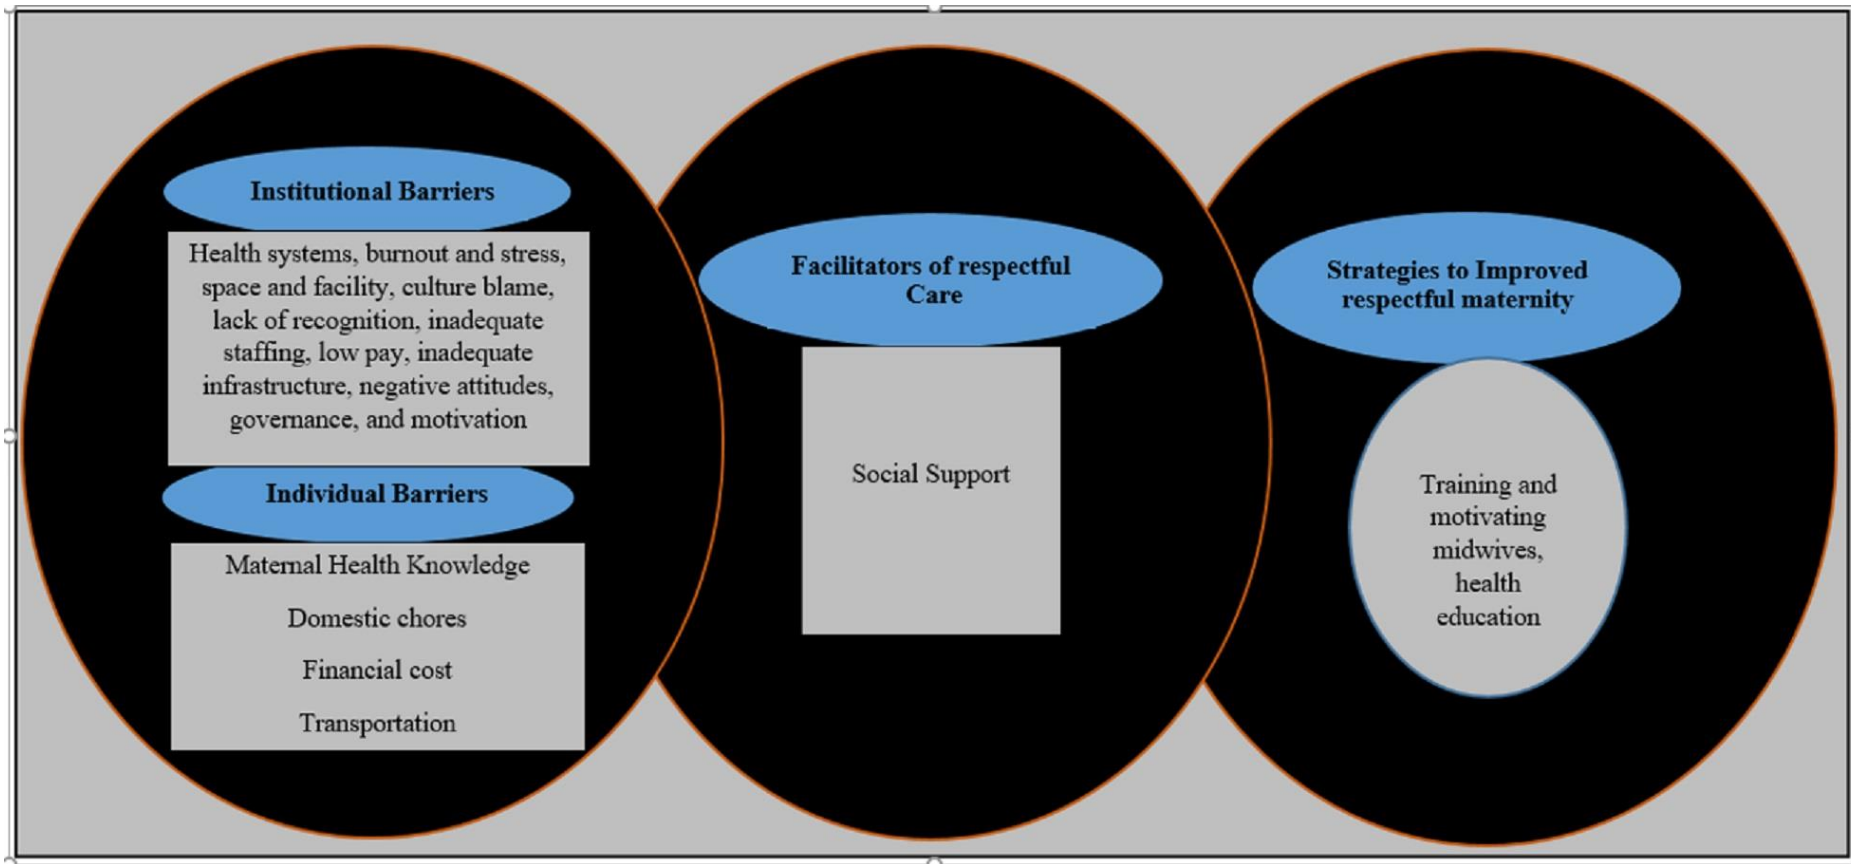 Institutional Barriers
Health systems, burnout and stress,
space and facility, culture blame,
lack of recognition, inadequate
staffing, low pay, inadequate
infrastructure, negative attitudes,
governance, and motivation
Individual Barriers
Maternal Health Knowledge
Domestic chores
Financial cost
Transportation
Facilitators of respectful
Care
Social Support
Strategies to Improved
respectful maternity
Training and
motivating
midwives,
health
education